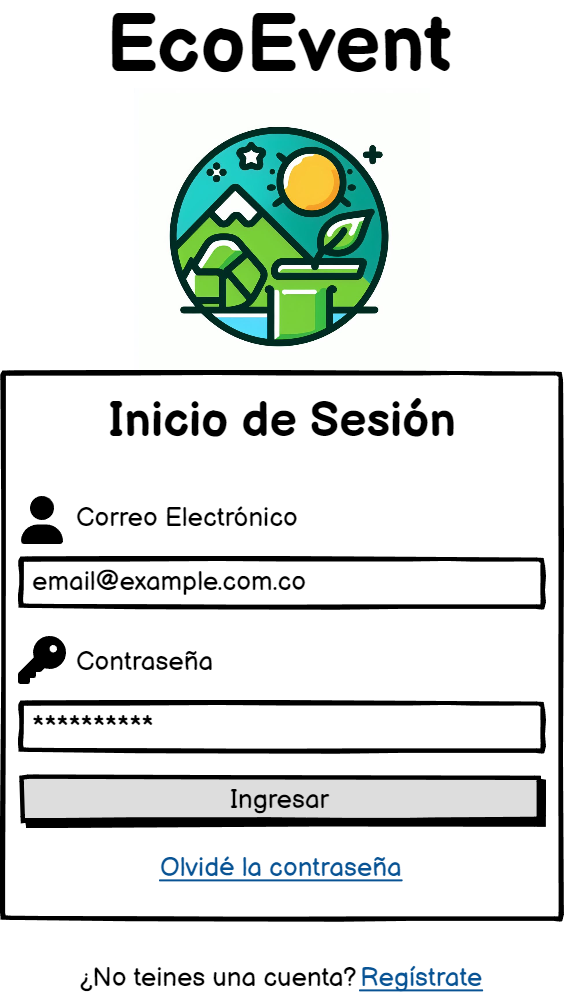 EcoEvent
Inicio de Sesión
Correo Electrónico
email@example.com.co
Contraseña
**********
Ingresar
Olvidé la contraseña
¿No teines una cuenta? Regístrate